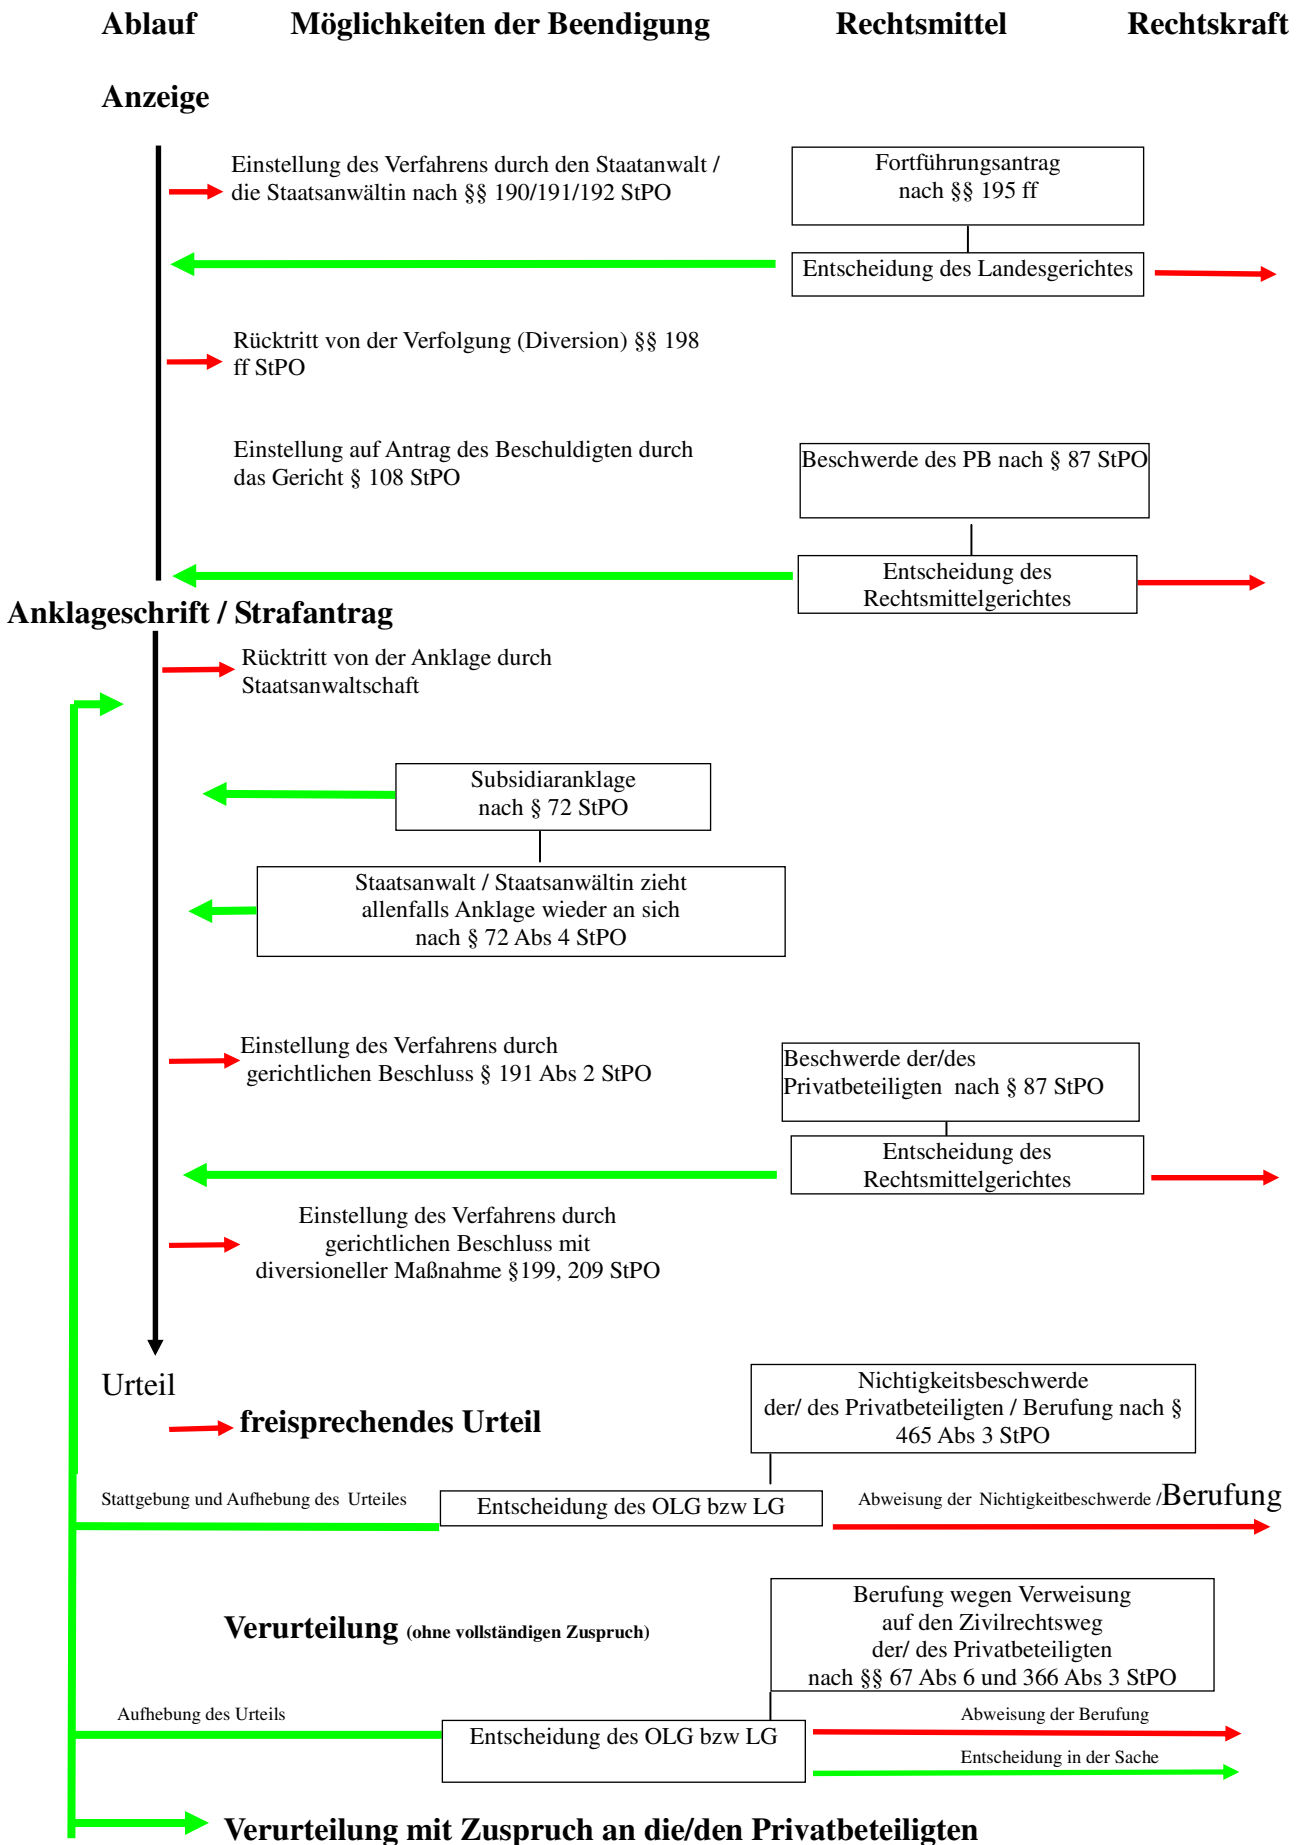 Ablauf Möglichkeiten der Beendigung Rechtsmittel Rechtskraft
Anzeige
Einstellung des Verfahrens durch den Staatanwalt /
die Staatsanwältin nach §§ 190/191/192 StPO
Fortführungsantrag
nach §§ 195 ff
Entscheidung des Landesgerichtes
Rücktritt von der Verfolgung (Diversion) §§ 198
ff StPO
Einstellung auf Antrag des Beschuldigten durch
das Gericht § 108 StPO
Beschwerde des PB nach § 87 StPO
Entscheidung des
Rechtsmittelgerichtes
Anklageschrift / Strafantrag
Rücktritt von der Anklage durch
Staatsanwaltschaft
Subsidiaranklage
nach § 72 StPO
Staatsanwalt / Staatsanwältin zieht
allenfalls Anklage wieder an sich
nach § 72 Abs 4 StPO
Einstellung des Verfahrens durch
gerichtlichen Beschluss § 191 Abs 2 StPO
Beschwerde der/des
Privatbeteiligten nach § 87 StPO
Entscheidung des
Rechtsmittelgerichtes
Einstellung des Verfahrens durch
gerichtlichen Beschluss mit
diversioneller Maßnahme §199, 209 StPO
Urteil
freisprechendes Urteil
Nichtigkeitsbeschwerde
der/ des Privatbeteiligten / Berufung nach §
465 Abs 3 StPO
Stattgebung und Aufhebung des Urteiles
Entscheidung des OLG bzw LG
Abweisung der Nichtigkeitbeschwerde /Berufung
Verurteilung (ohne vollständigen Zuspruch)
Berufung wegen Verweisung
auf den Zivilrechtsweg
der/ des Privatbeteiligten
nach §§ 67 Abs 6 und 366 Abs 3 StPO
Aufhebung des Urteils
Entscheidung des OLG bzw LG
Abweisung der Berufung
Entscheidung in der Sache
Verurteilung mit Zuspruch an die/den Privatbeteiligten